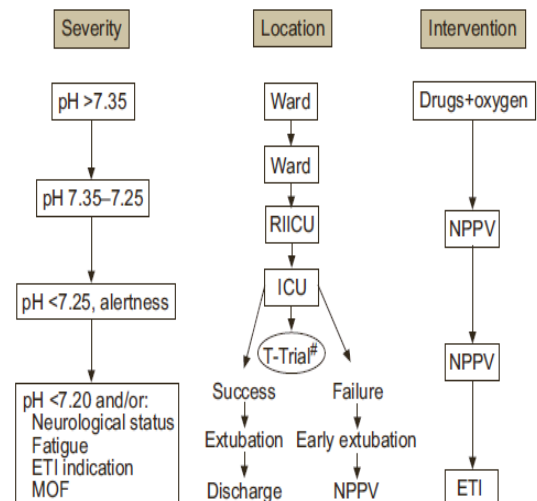 Severity
Location
Intervention
pH >7.35
Ward
Drugs+oxygen
Ward
pH 7.35–7.25
RIICU
NPPV
pH <7.25, alertness
ICU
T-Trial#
NPPV
Success
Failure
pH <7.20 and/or:
Neurological status
Fatigue
ETI indication
MOF
Extubation
Early extubation
Discharge
NPPV
ETI